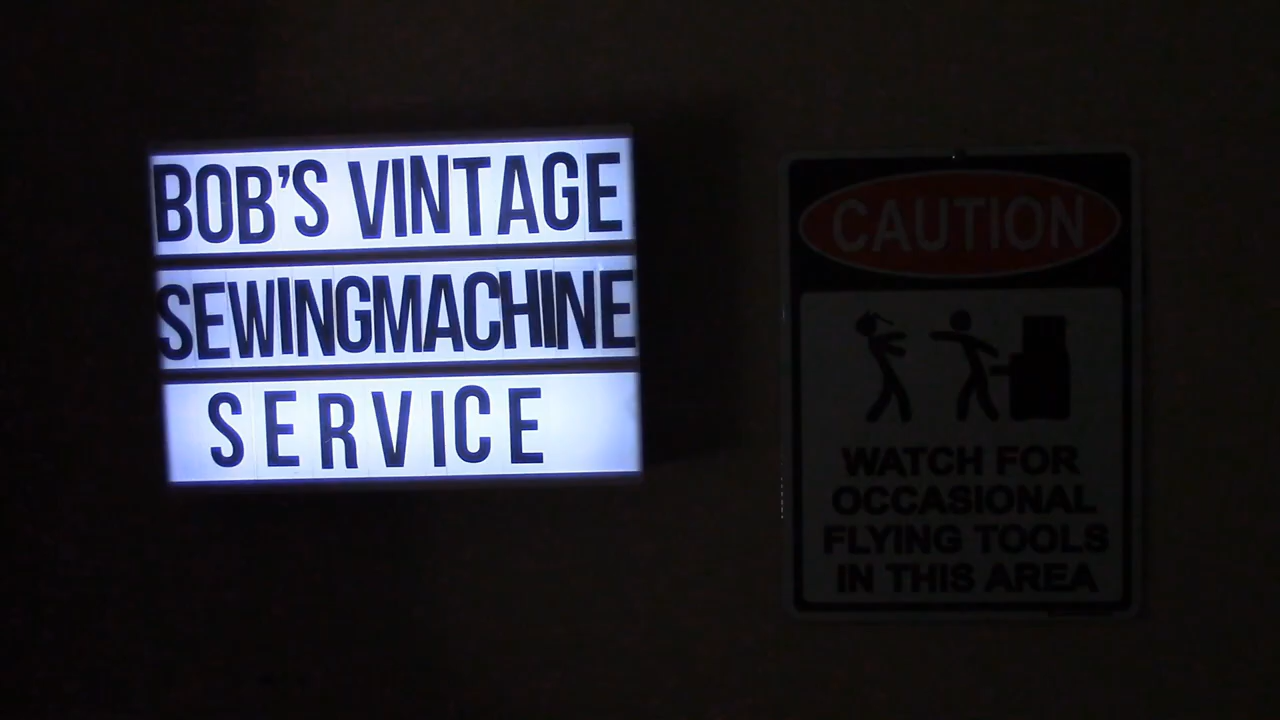 BOB'S VINTAGE
SEWINGMACHINE
SERVICE
CAUTION
WATCH FOR
OCCASIONAL
FLYING TOOLS
IN THIS AREA